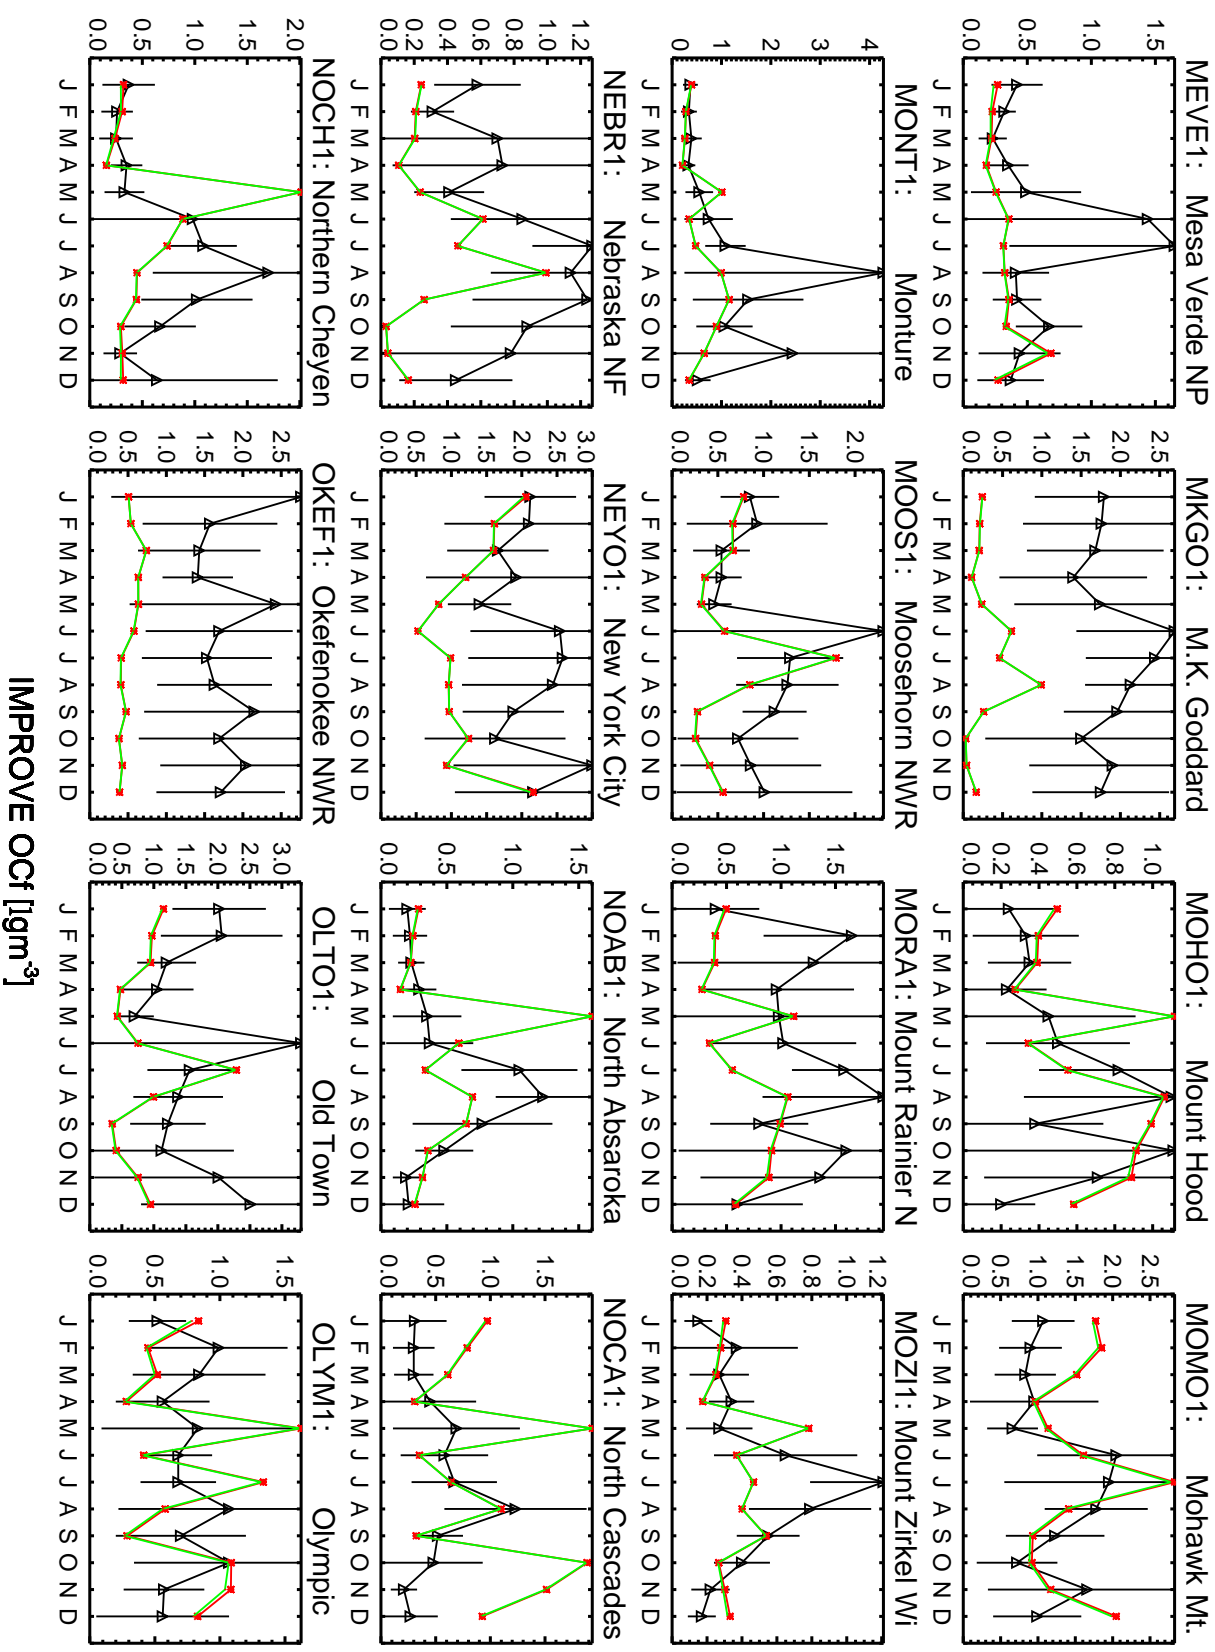 MEVE1: Mesa Verde NP
1.5
1.0
0.5
0.0
J F M A M J J A S O N D
MKGO1: M.K. Goddard
2.5
2.0
1.5
1.0
0.5
0.0
J F M A M J J A S O N D
MOHO1: Mount Hood
1.0
0.8
0.6
0.4
0.2
0.0
J F M A M J J A S O N D
MOMO1: Mohawk Mt.
2.5
2.0
1.5
1.0
0.5
0.0
J F M A M J J A S O N D
MONT1: Monture
4
3
2
1
0
J F M A M J J A S O N D
MOOS1: Moosehorn NWR
2.0
1.5
1.0
0.5
0.0
J F M A M J J A S O N D
MORA1: Mount Rainier N
1.5
1.0
0.5
0.0
J F M A M J J A S O N D
MOZI1: Mount Zirkel Wi
1.2
1.0
0.8
0.6
0.4
0.2
0.0
J F M A M J J A S O N D
NEBR1: Nebraska NF
1.2
1.0
0.8
0.6
0.4
0.2
0.0
J F M A M J J A S O N D
NEYO1: New York City
3.0
2.5
2.0
1.5
1.0
0.5
0.0
J F M A M J J A S O N D
NOAB1: North Absaroka
1.5
1.0
0.5
0.0
J F M A M J J A S O N D
NOCA1: North Cascades
1.5
1.0
0.5
0.0
J F M A M J J A S O N D
NOCH1: Northern Cheyen
2.0
1.5
1.0
0.5
0.0
J F M A M J J A S O N D
OKEF1: Okefenokee NWR
2.5
2.0
1.5
1.0
0.5
0.0
J F M A M J J A S O N D
OLTO1: Old Town
3.0
2.5
2.0
1.5
1.0
0.5
0.0
J F M A M J J A S O N D
OLYM1: Olympic
1.5
1.0
0.5
0.0
J F M A M J J A S O N D
IMPROVE OCf [lgm-3]